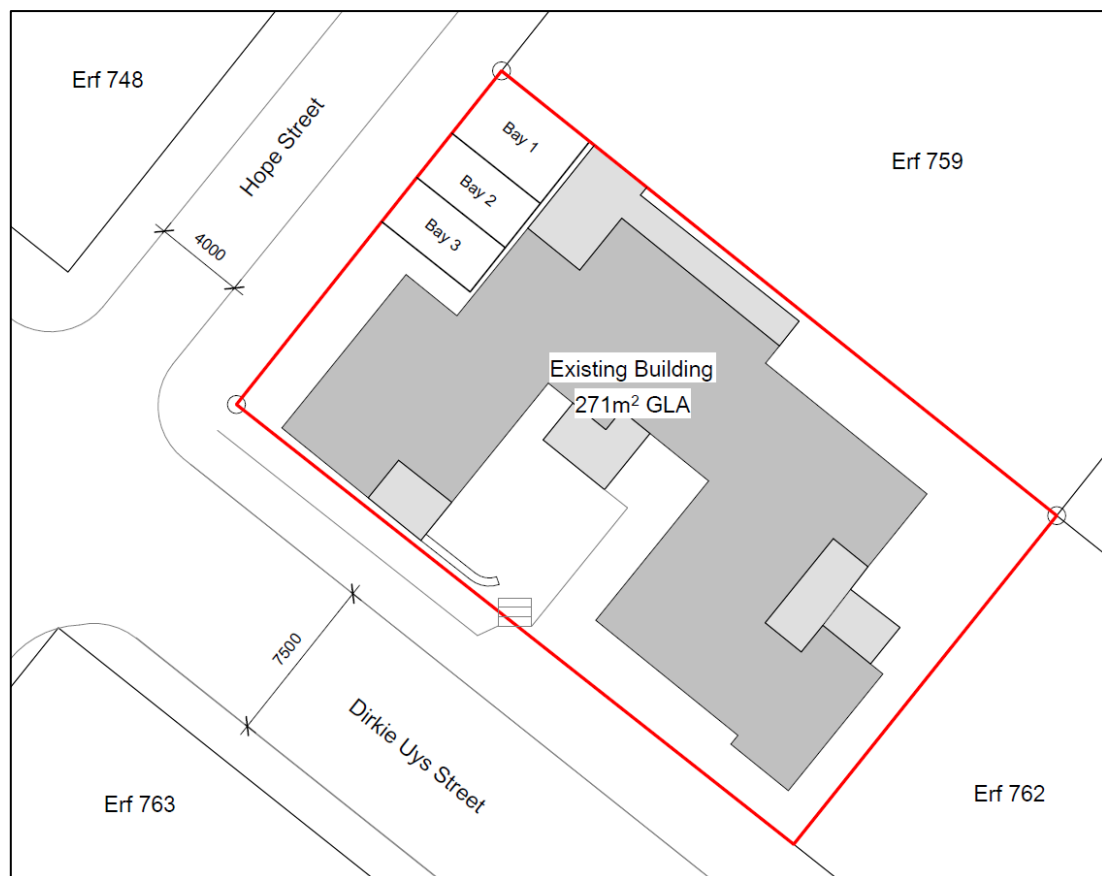 Erf 748
Hope Street
Bay 1
Bay 2
Bay 3
Erf 759
4000
Existing Building
271m² GLA
7500
Dirkie Uys Street
Erf 763
Erf 762